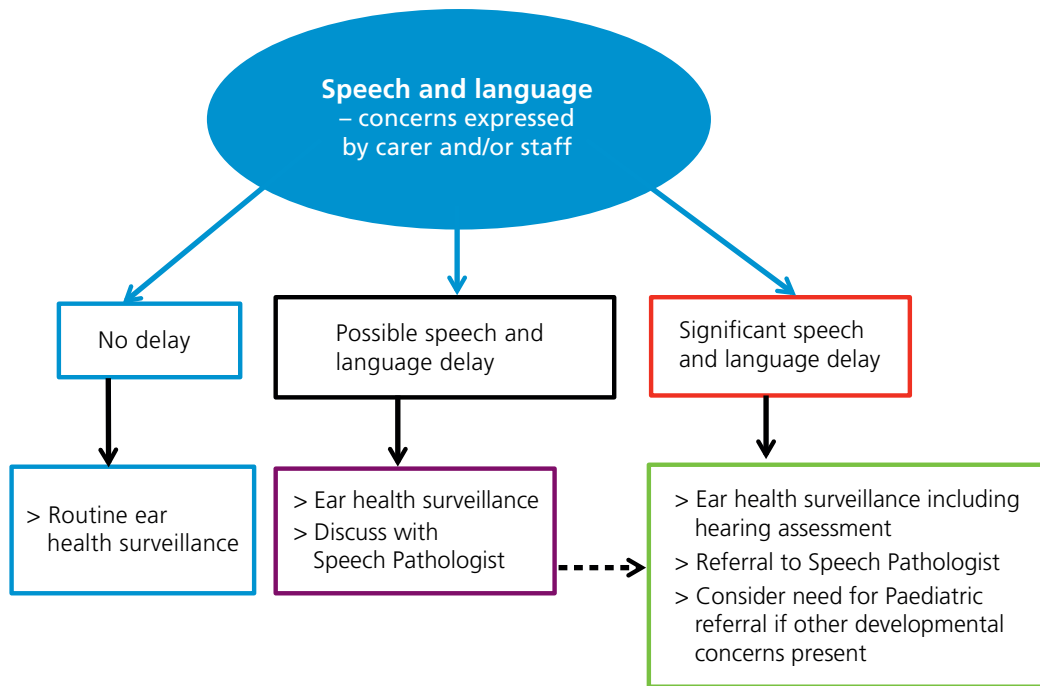 Speech and language
– concerns expressed
by carer and/or staff
No delay
Possible speech and
language delay
Significant speech
and language delay
> Routine ear
health surveillance
> Ear health surveillance
> Discuss with
Speech Pathologist
> Ear health surveillance including
hearing assessment
> Referral to Speech Pathologist
> Consider need for Paediatric
referral if other developmental
concerns present